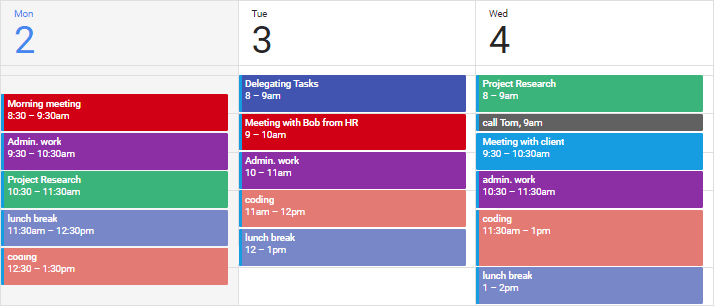 Mon
2
Morning meeting
8:30 – 9:30am
Admin. work
9:30 – 10:30am
Project Research
10:30 – 11:30am
lunch break
11:30am – 12:30pm
coding
12:30 – 1:30pm
Tue
3
Delegating Tasks
8 – 9am
Meeting with Bob from HR
9 – 10am
Admin. work
10 – 11am
coding
11am – 12pm
lunch break
12 – 1pm
Wed
4
Project Research
8 – 9am
call Tom, 9am
Meeting with client
9:30 – 10:30am
admin. work
10:30 – 11:30am
coding
11:30am – 1pm
lunch break
1 – 2pm